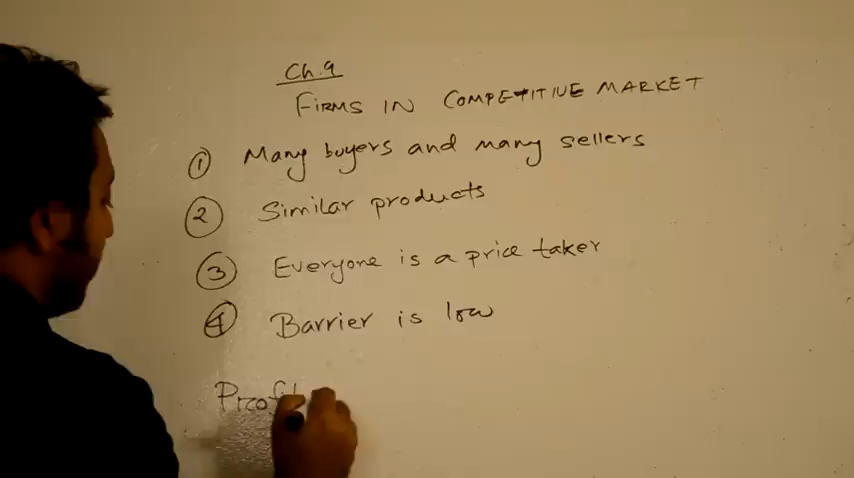 Ch.9
FIRMS IN COMPETITIVE MARKET
① Many buyers and many sellers
② Similar products
③ Everyone is a price taker
④ Barrier is low
Profit